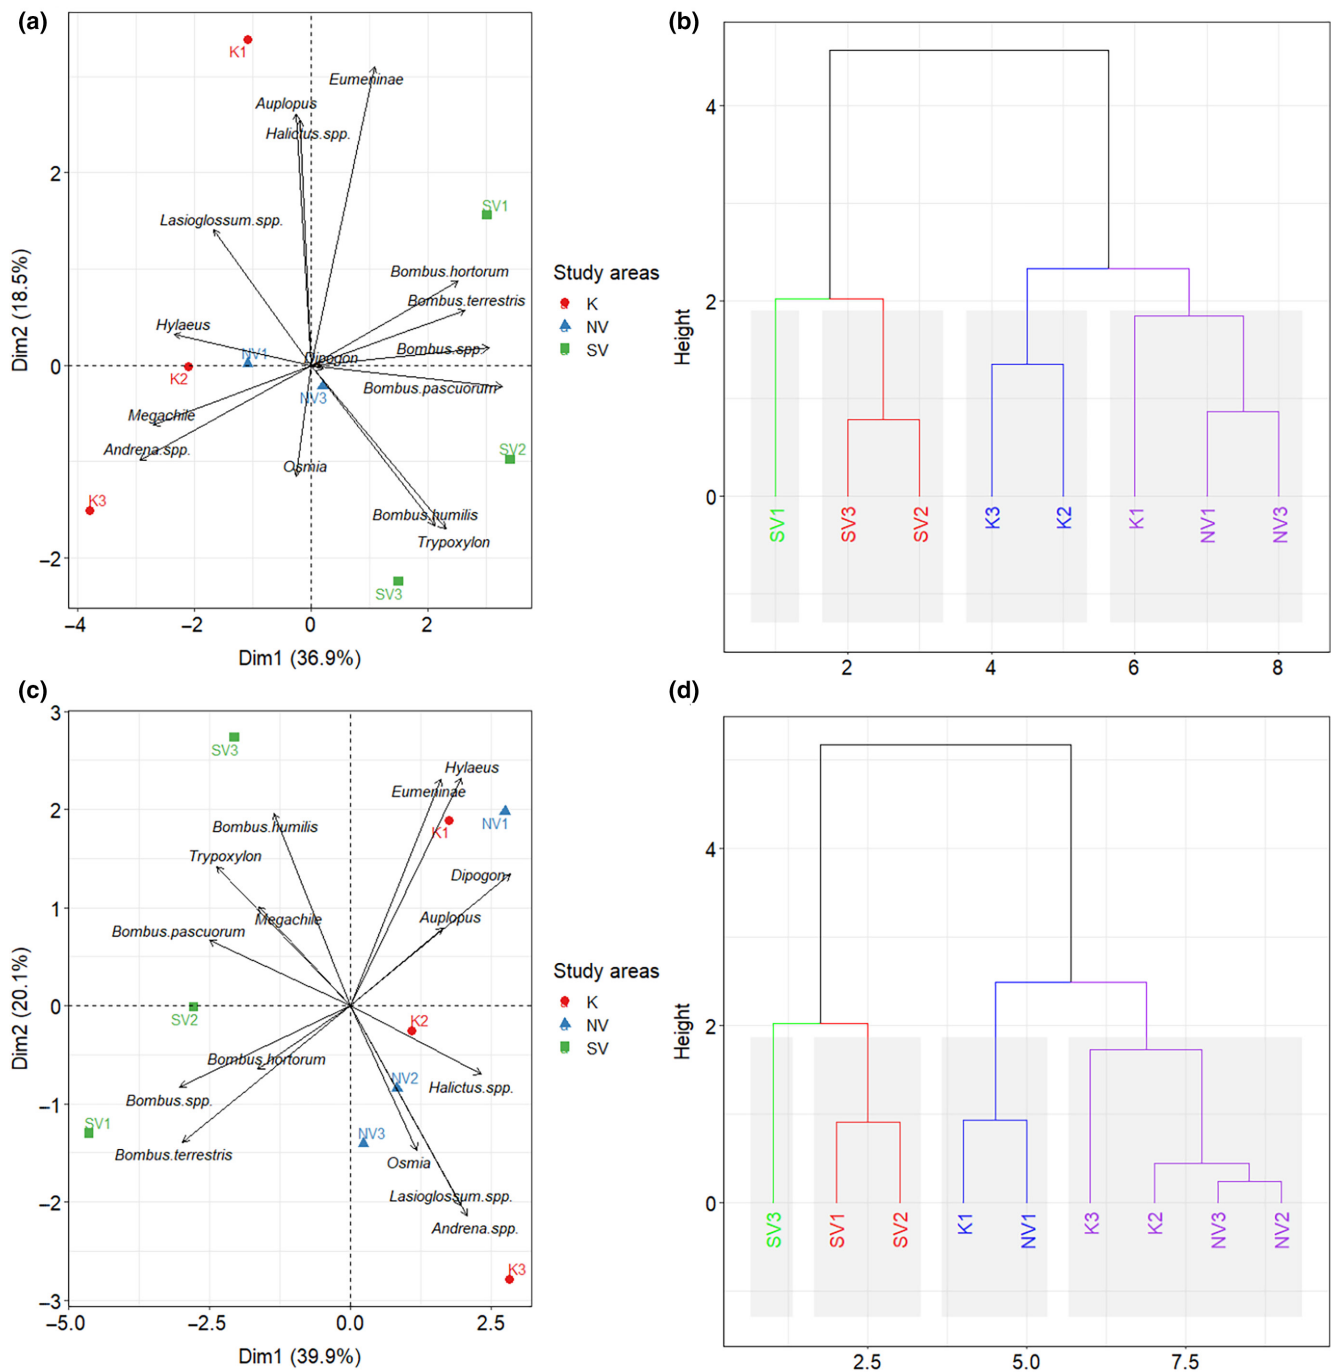 (a)
K1
Eumeninae
Auplopus
Halictus.spp.
Lasioglossum.spp.
SV1
Bombus.hortorum
Bombus.terrestris
Hylaeus
NV1
Dipogon
Bombus.spp.
K2
NV3
Bombus.pascuorum
Megachile
Andrena.spp.
Osmia
SV2
K3
Bombus.humilis
Trypoxylon
SV3
2
0
−2
−4
−2
0
2
Dim2 (18.5%)
Dim1 (36.9%)
Study areas
K
NV
SV
(b)
4
2
0
Height
SV1
SV3
SV2
K3
K2
K1
NV1
NV3
2
4
6
8
(c)
3
2
1
0
−1
−2
−3
Dim2 (20.1%)
SV3
Hylaeus
Eumeninae
Bombus.humilis
K1
NV1
Trypoxylon
Dipogon
Megachile
Auplopus
Bombus.pascuorum
SV2
K2
Bombus.hortorum
Bombus.spp.
NV2
Halictus.spp.
SV1
NV3
Bombus.terrestris
Osmia
Lasioglossum.spp.
Andrena.spp.
K3
−5.0
−2.5
0.0
2.5
Dim1 (39.9%)
Study areas
K
NV
SV
(d)
4
2
0
Height
SV3
SV1
SV2
K1
NV1
K3
K2
NV3
NV2
2.5
5.0
7.5